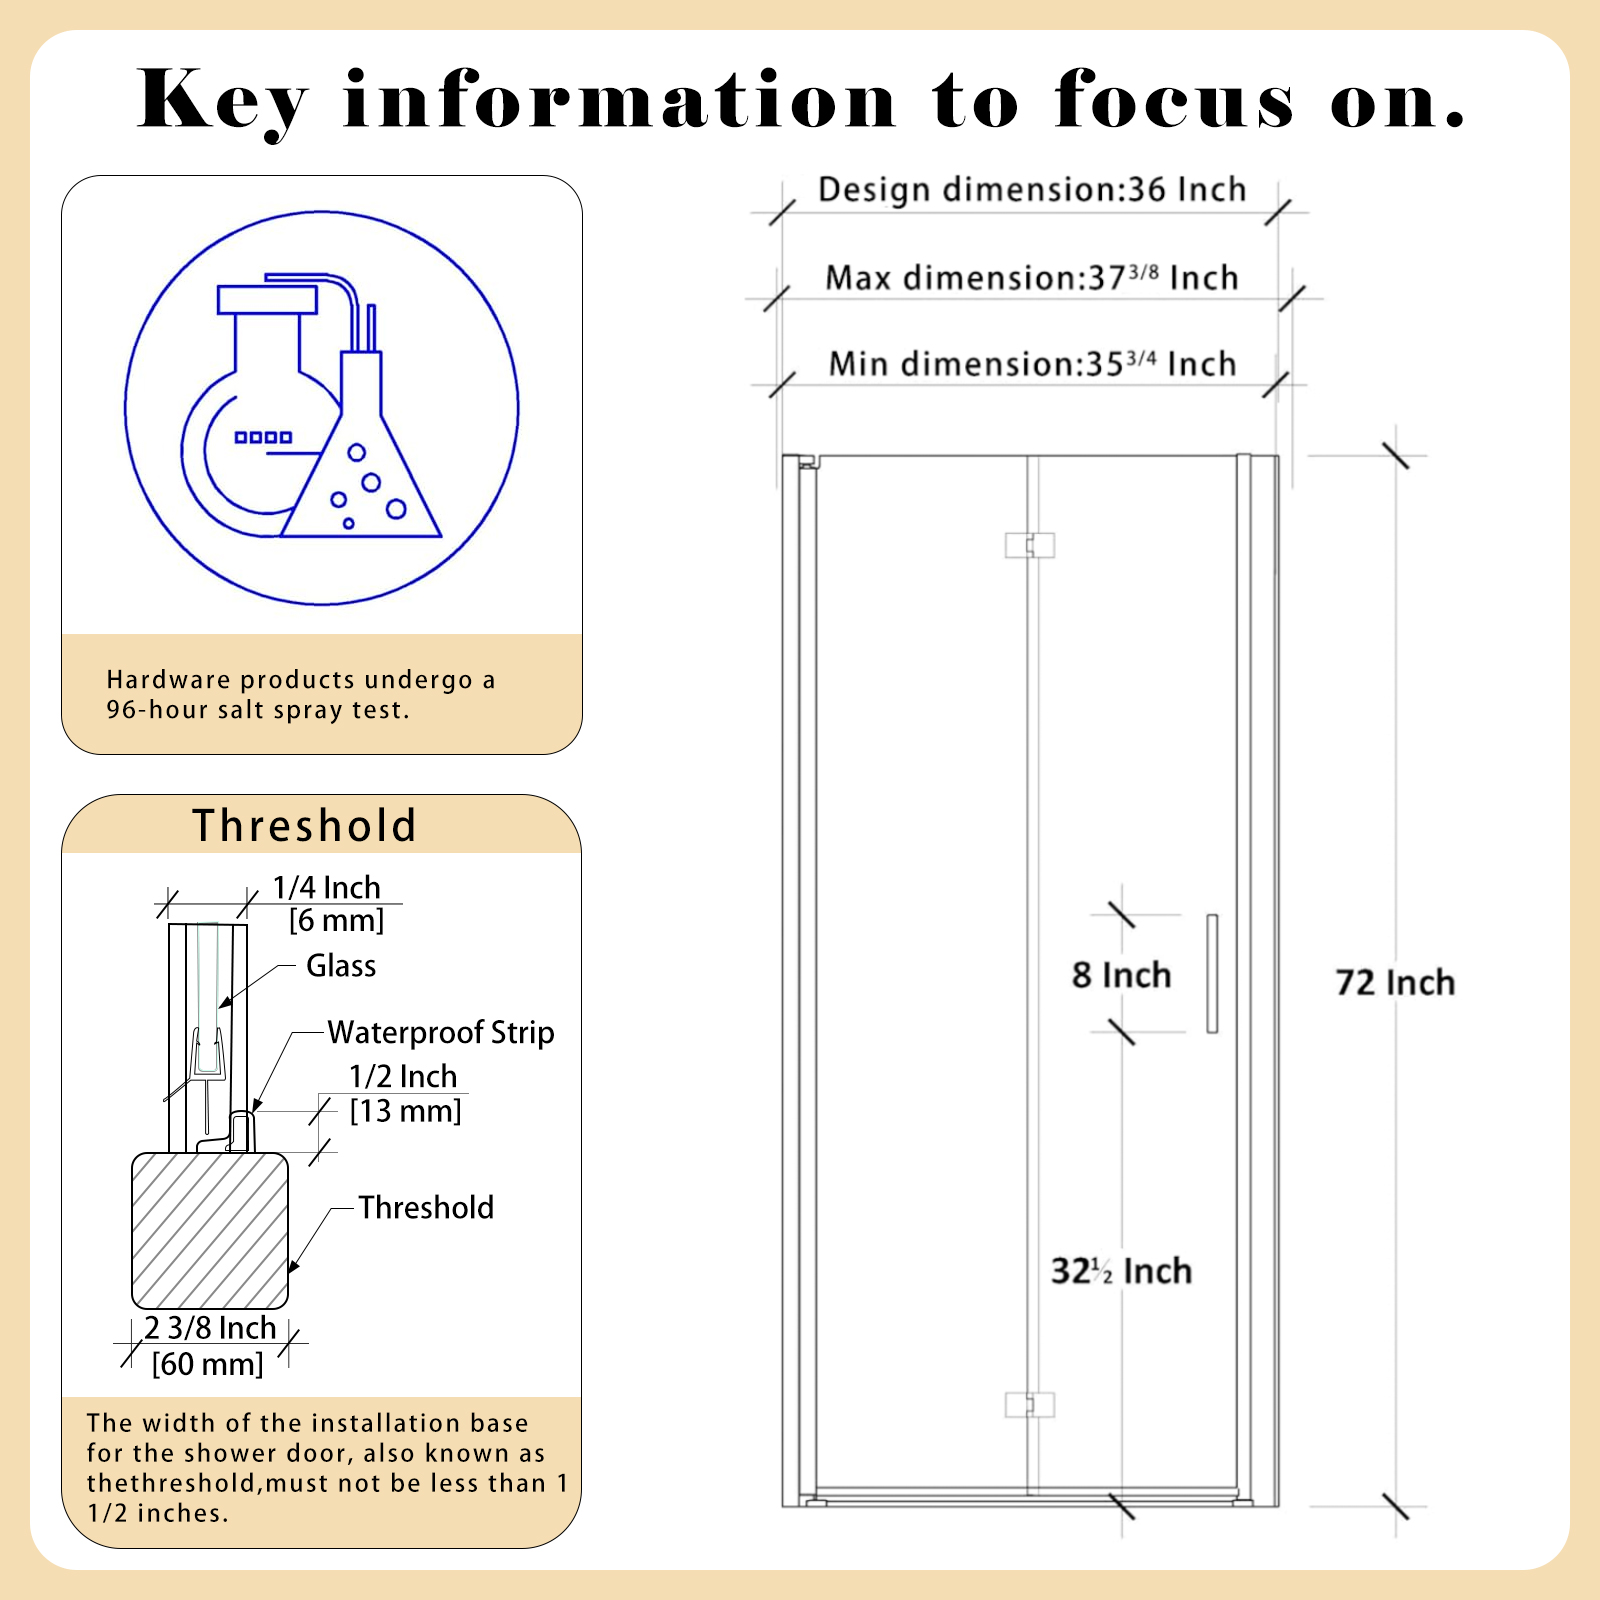 Key information to focus on.
Design dimension:36 Inch
Max dimension:37 3/8 Inch
Min dimension:35 3/4 Inch
Hardware products undergo a
96-hour salt spray test.
Threshold
1/4 Inch
[6 mm]
Glass
Waterproof Strip
1/2 Inch
[13 mm]
Threshold
2 3/8 Inch
[60 mm]
The width of the installation base
for the shower door, also known as
thethreshold,must not be less than 1
1/2 inches.
8 Inch
72 Inch
32½ Inch